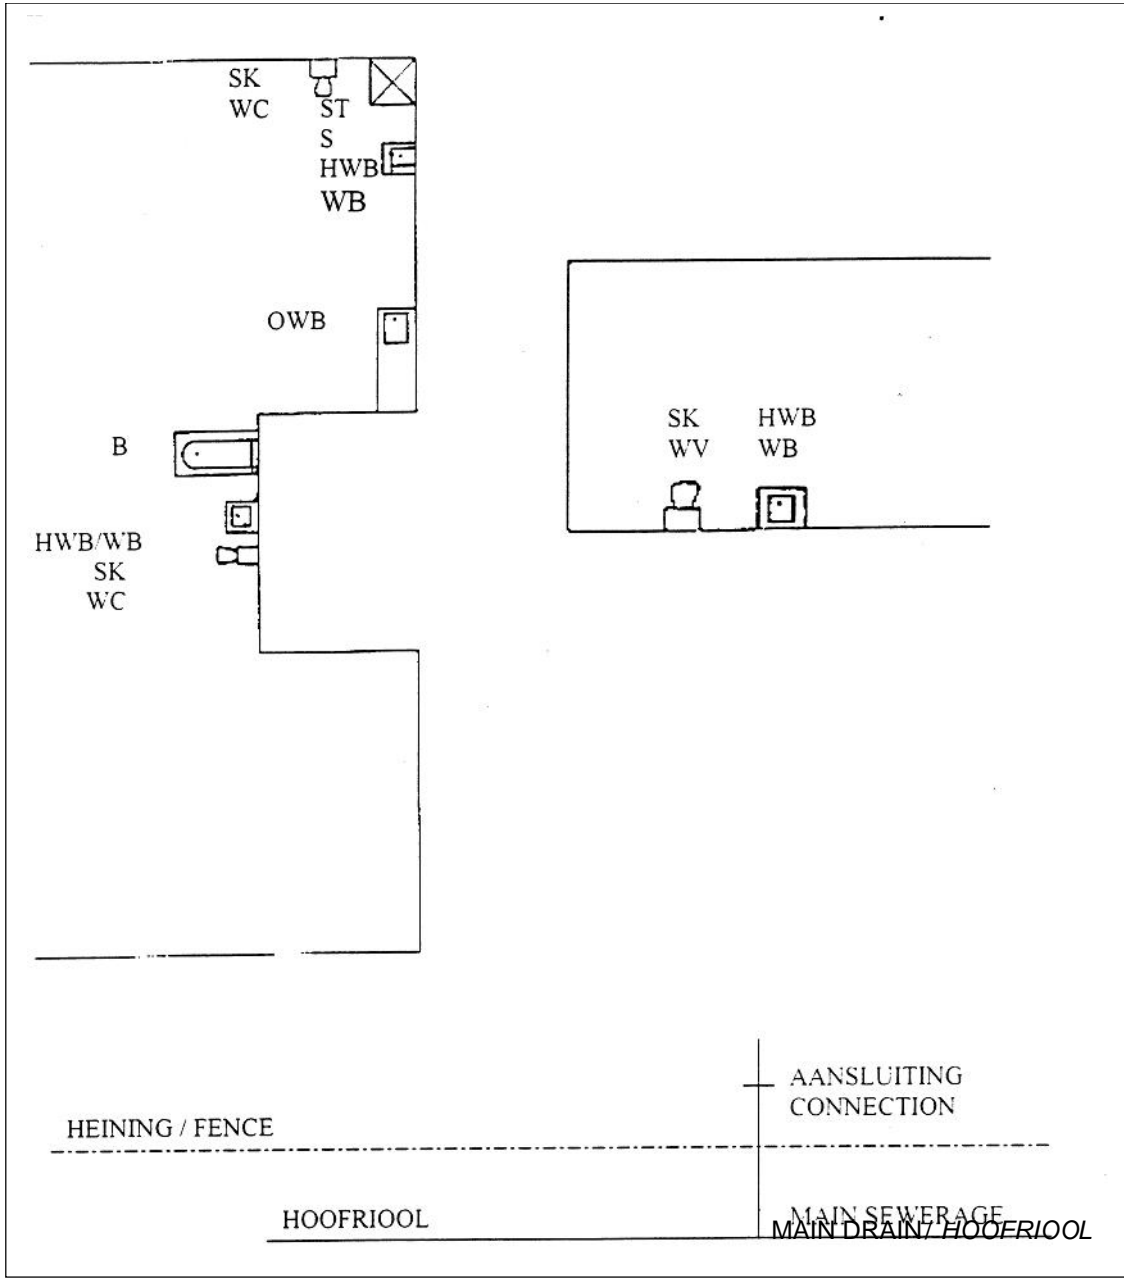 SK
WC
ST
S
HWB
WB
OWB
B
HWB/WB
SK
WC
SK
WV
HWB
WB
AANSLUITING
CONNECTION
HEINING / FENCE
HOOFRIOOL
MAIN SEWERAGE
MAIN DRAIN/ HOOFRIOOL